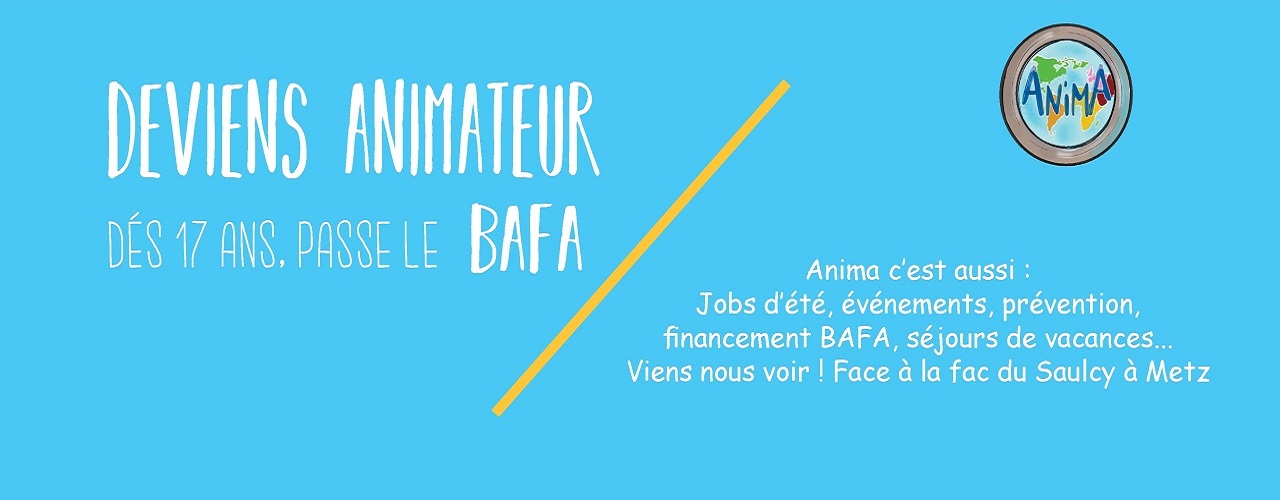 DEVIENS ANIMATEUR
DÉS 17 ANS, PASSE LE BAFA
ANiMA
Anima c'est aussi :
Jobs d'été, événements, prévention,
financement BAFA, séjours de vacances...
Viens nous voir ! Face à la fac du Saulcy à Metz